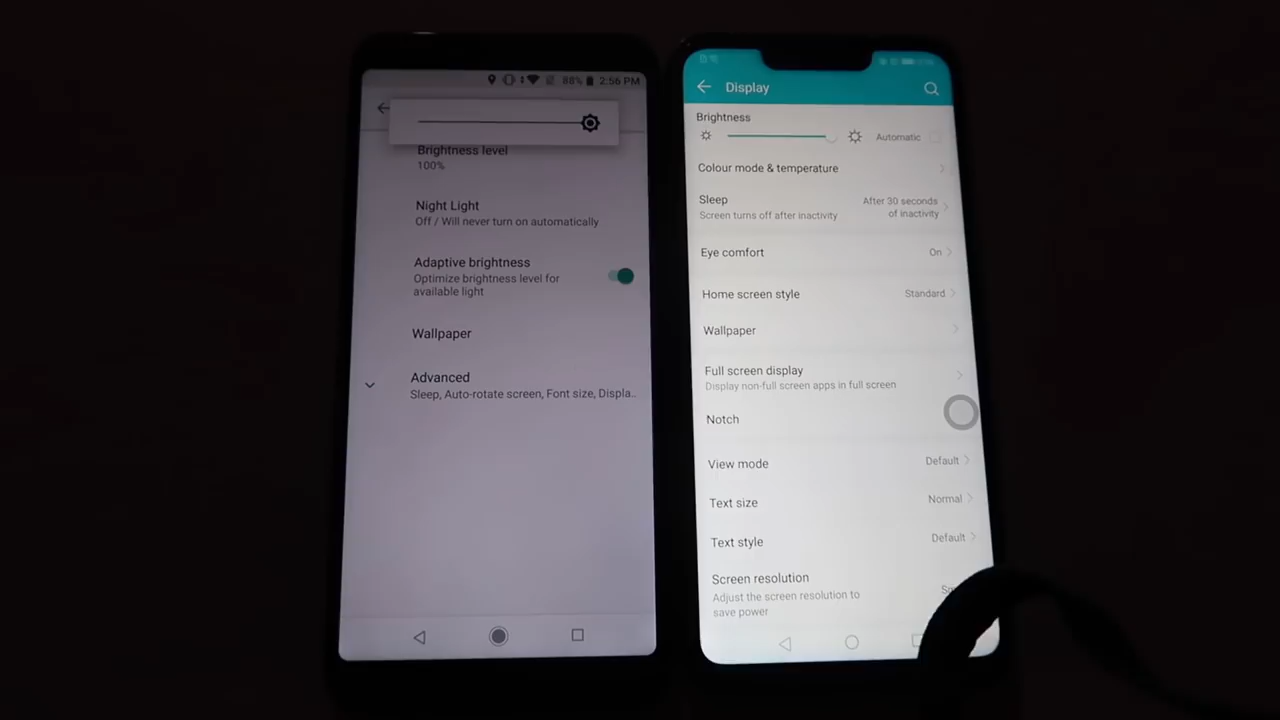 88% 2:56 PM
Brightness level
100%
Night Light
Off / Will never turn on automatically
Adaptive brightness
Optimize brightness level for
available light
Wallpaper
Advanced
Sleep, Auto-rotate screen, Font size, Displa..
Display
Brightness
Automatic
Colour mode & temperature
Sleep
Screen turns off after inactivity
After 30 seconds
of inactivity
Eye comfort
On
Home screen style
Standard
Wallpaper
Full screen display
Display non-full screen apps in full screen
Notch
View mode
Default
Text size
Normal
Text style
Default
Screen resolution
Adjust the screen resolution to
save power